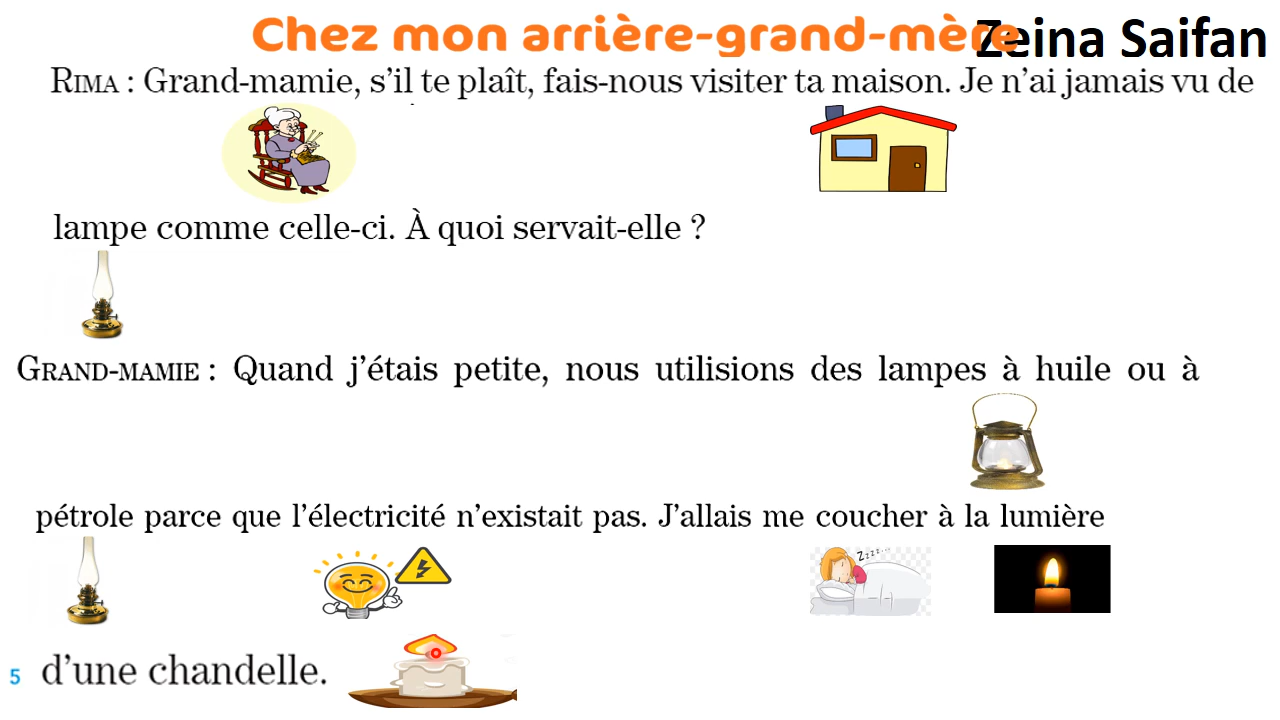 Chez mon arrière-grand-mère
Zeina Saifan
RIMA : Grand-mamie, s'il te plaît, fais-nous visiter ta maison. Je n'ai jamais vu de
lampe comme celle-ci. À quoi servait-elle ?
GRAND-MAMIE : Quand j'étais petite, nous utilisions des lampes à huile ou à
pétrole parce que l'électricité n'existait pas. J'allais me coucher à la lumière
Zzzz...
5 d'une chandelle.